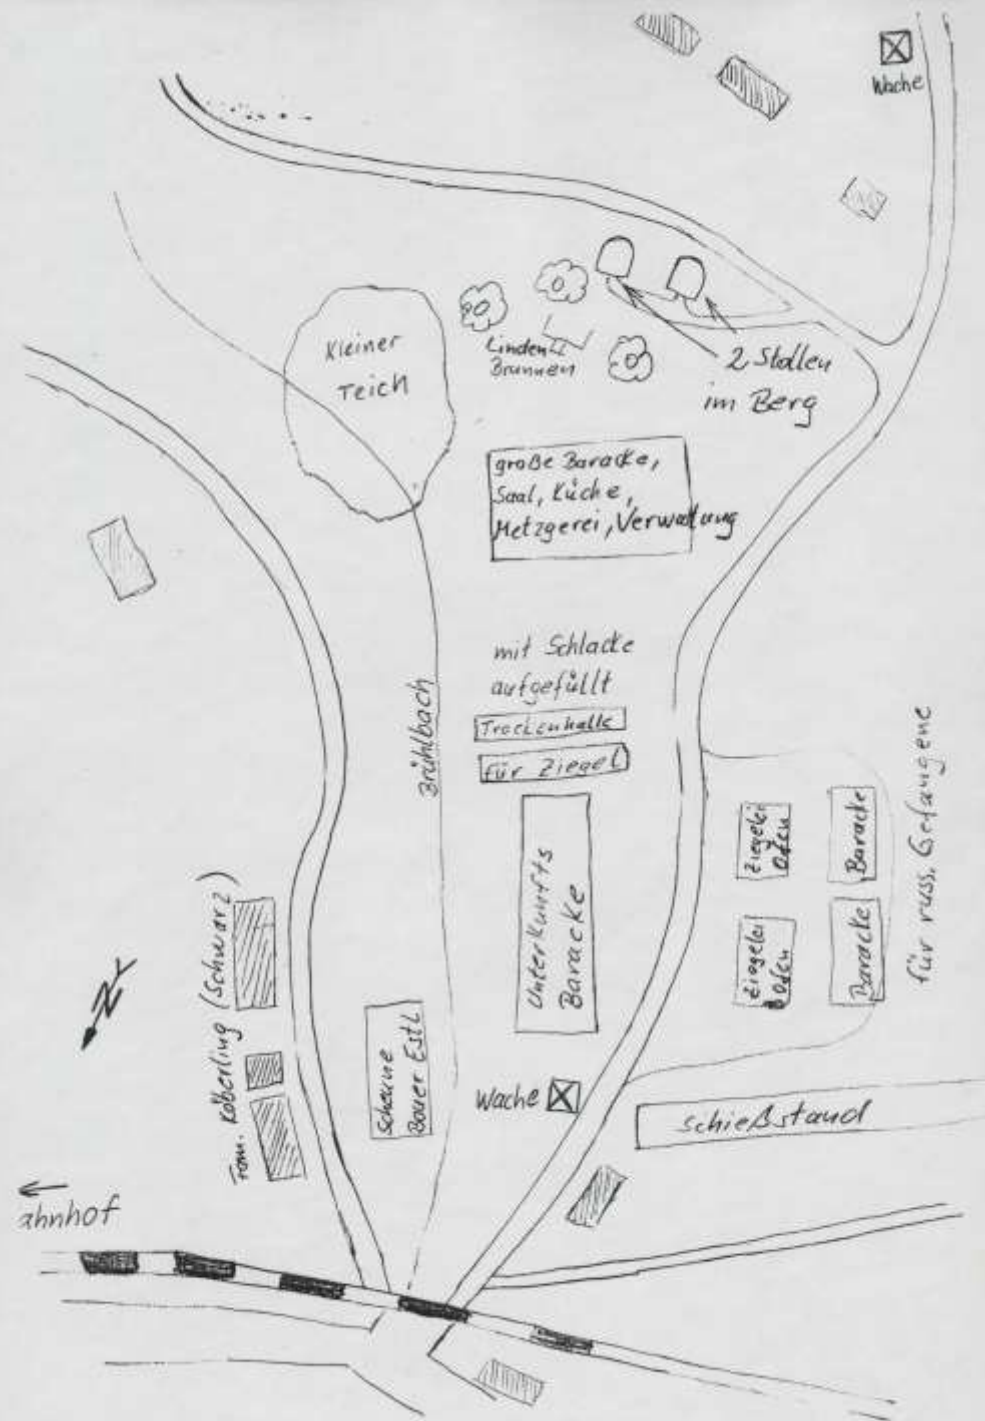 Wache
Kleiner
Teich
Linden
Brunnen
2 Stollen
im Berg
große Baracke,
Saal, Küche,
Metzgerei, Verwaltung
mit Schlacke
aufgefüllt
Trockenhalle
für Ziegel
Brühlbach
Unterkunfts
Baracke
Ziegelei
Ofen
Baracke
Ziegelei
Ofen
Baracke
für russ. Gefangene
Fam. Köberling (Schwarz)
N
Scheune
Bauer Estl
Wache
Schießstand
ahnhof